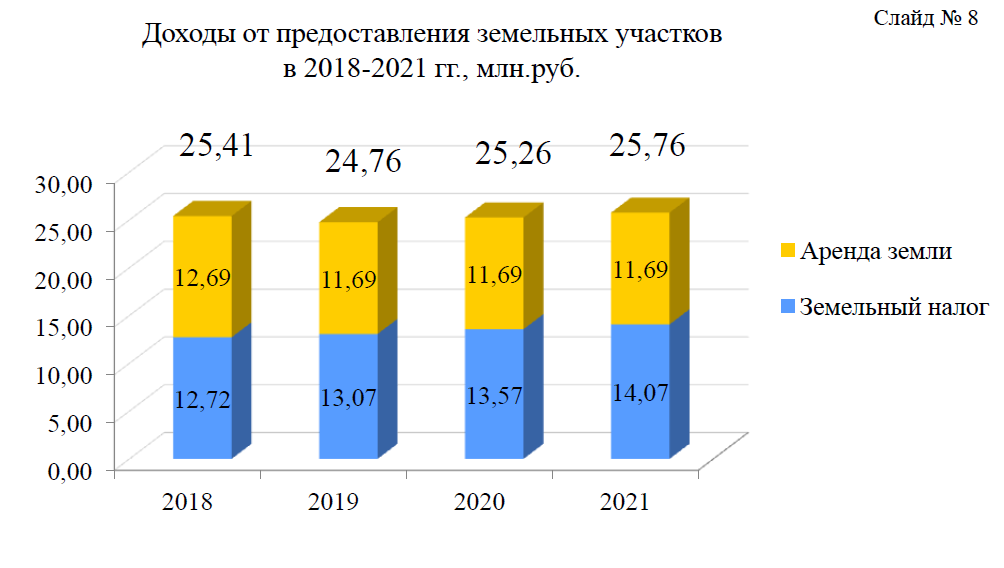 Слайд № 8
Доходы от предоставления земельных участков
в 2018-2021 гг., млн.руб.
25,41 24,76 25,26 25,76
30,00
25,00
20,00
15,00
10,00
5,00
0,00
12,69 11,69 11,69 11,69
12,72 13,07 13,57 14,07
2018 2019 2020 2021
Аренда земли
Земельный налог